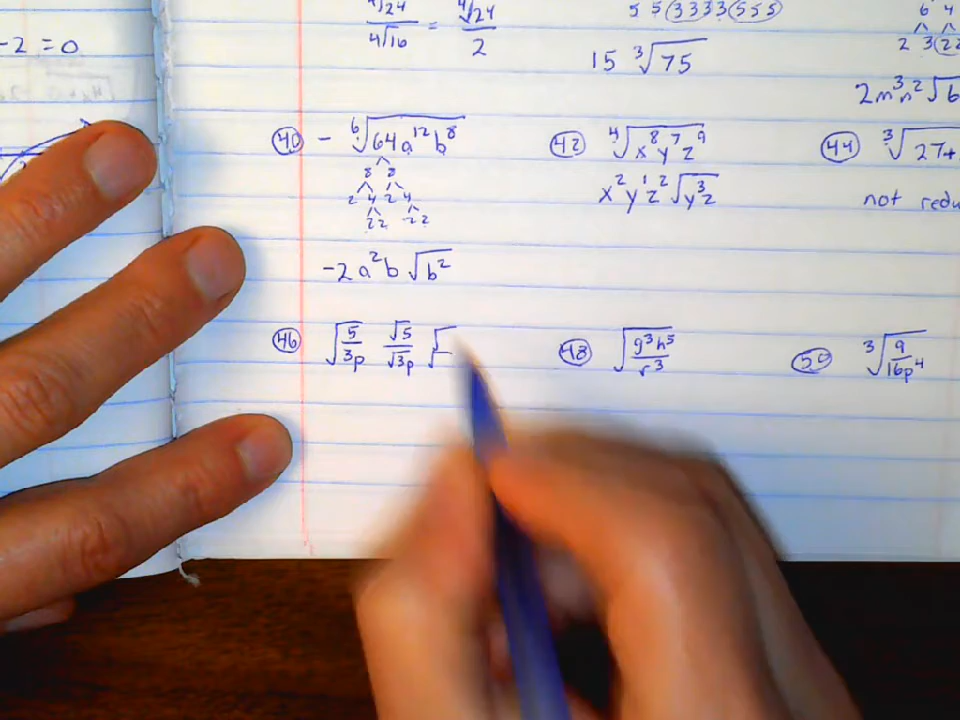 -2 = 0
∜24/4√16 = ∜24/2
5 5 3 3 3 3 5 5 5
15 ∛75
6 4
2 3 2 2
2m³n²√6
40 - ⁶√64a¹²b⁸
8 8
2 4 2 4
2 2 2 2
-2a²b√b²
42 ⁴√x⁸y⁷z⁹
x²y¹z²√y³z
44 ³√27+
not redu
46 √5/3p √5/√3p √
48 √g³h⁵/r³
50 ³√9/16p⁴